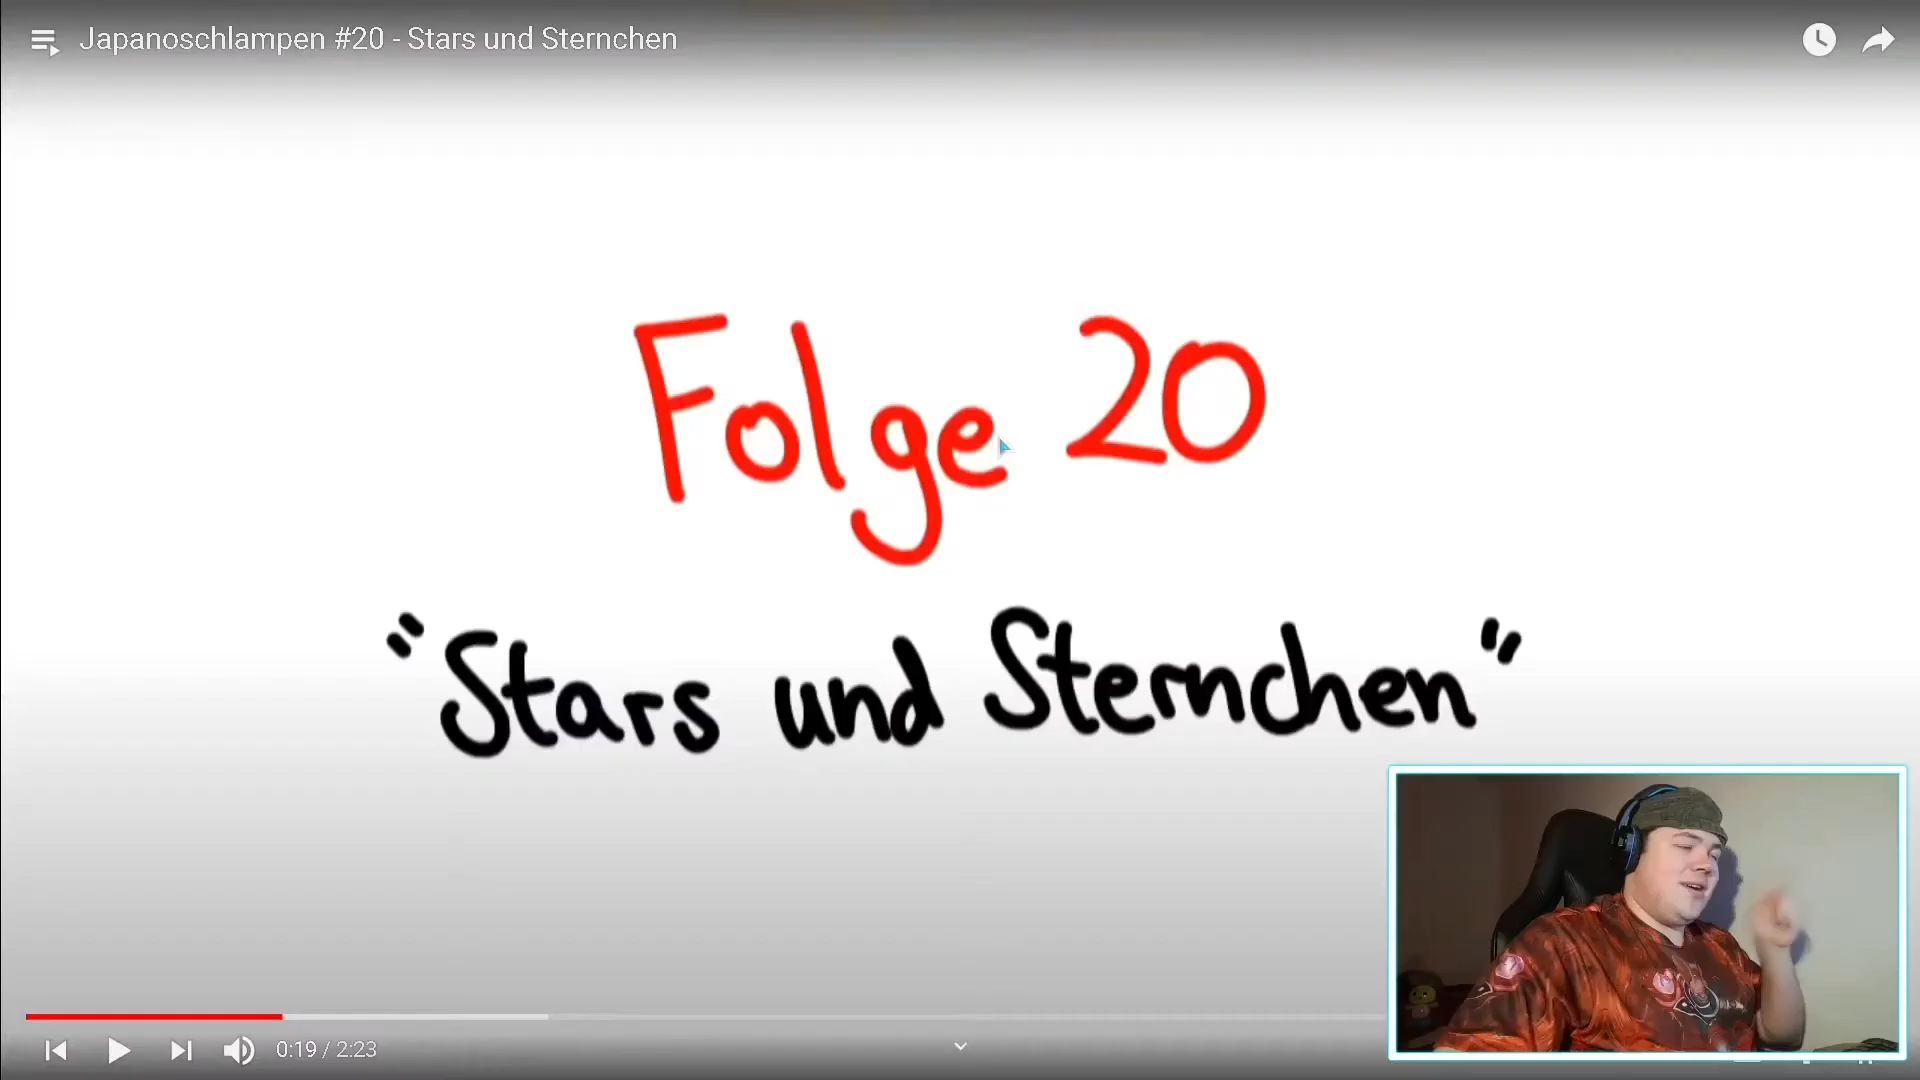 Japanoschlampen #20 - Stars und Sternchen
Folge 20
"Stars und Sternchen"
0:19 / 2:23